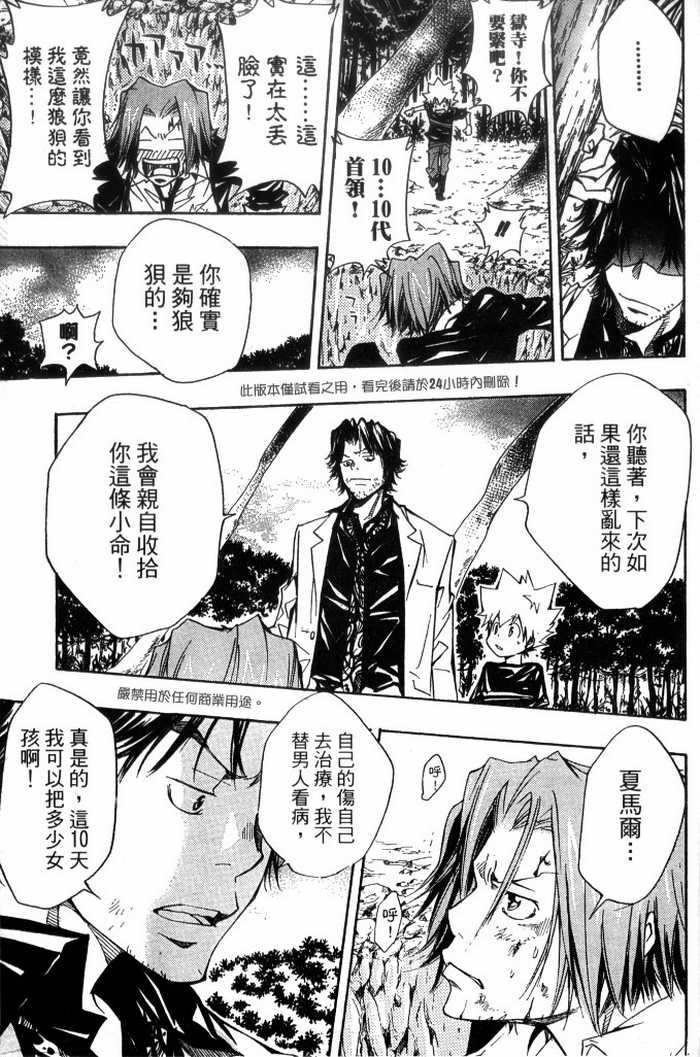 ………
獄寺！你不
要緊吧？
〃
10…10代
首領！
這……這
實在太丟
臉了！
カアァァ…
竟然讓你看到
我這麼狼狽的
模樣…！
你確實
是夠狼
狽的…
啊？
此版本僅試看之用，看完後請於24小時內刪除！
你聽著，下次如
果還這樣亂來的
話，
我會親自收拾
你這條小命！
嚴禁用於任何商業用途。
夏馬爾…
呼！
呼！
自己的傷自己
去治療，我不
替男人看病，
真是的，這10天
我可以把多少女
孩啊！